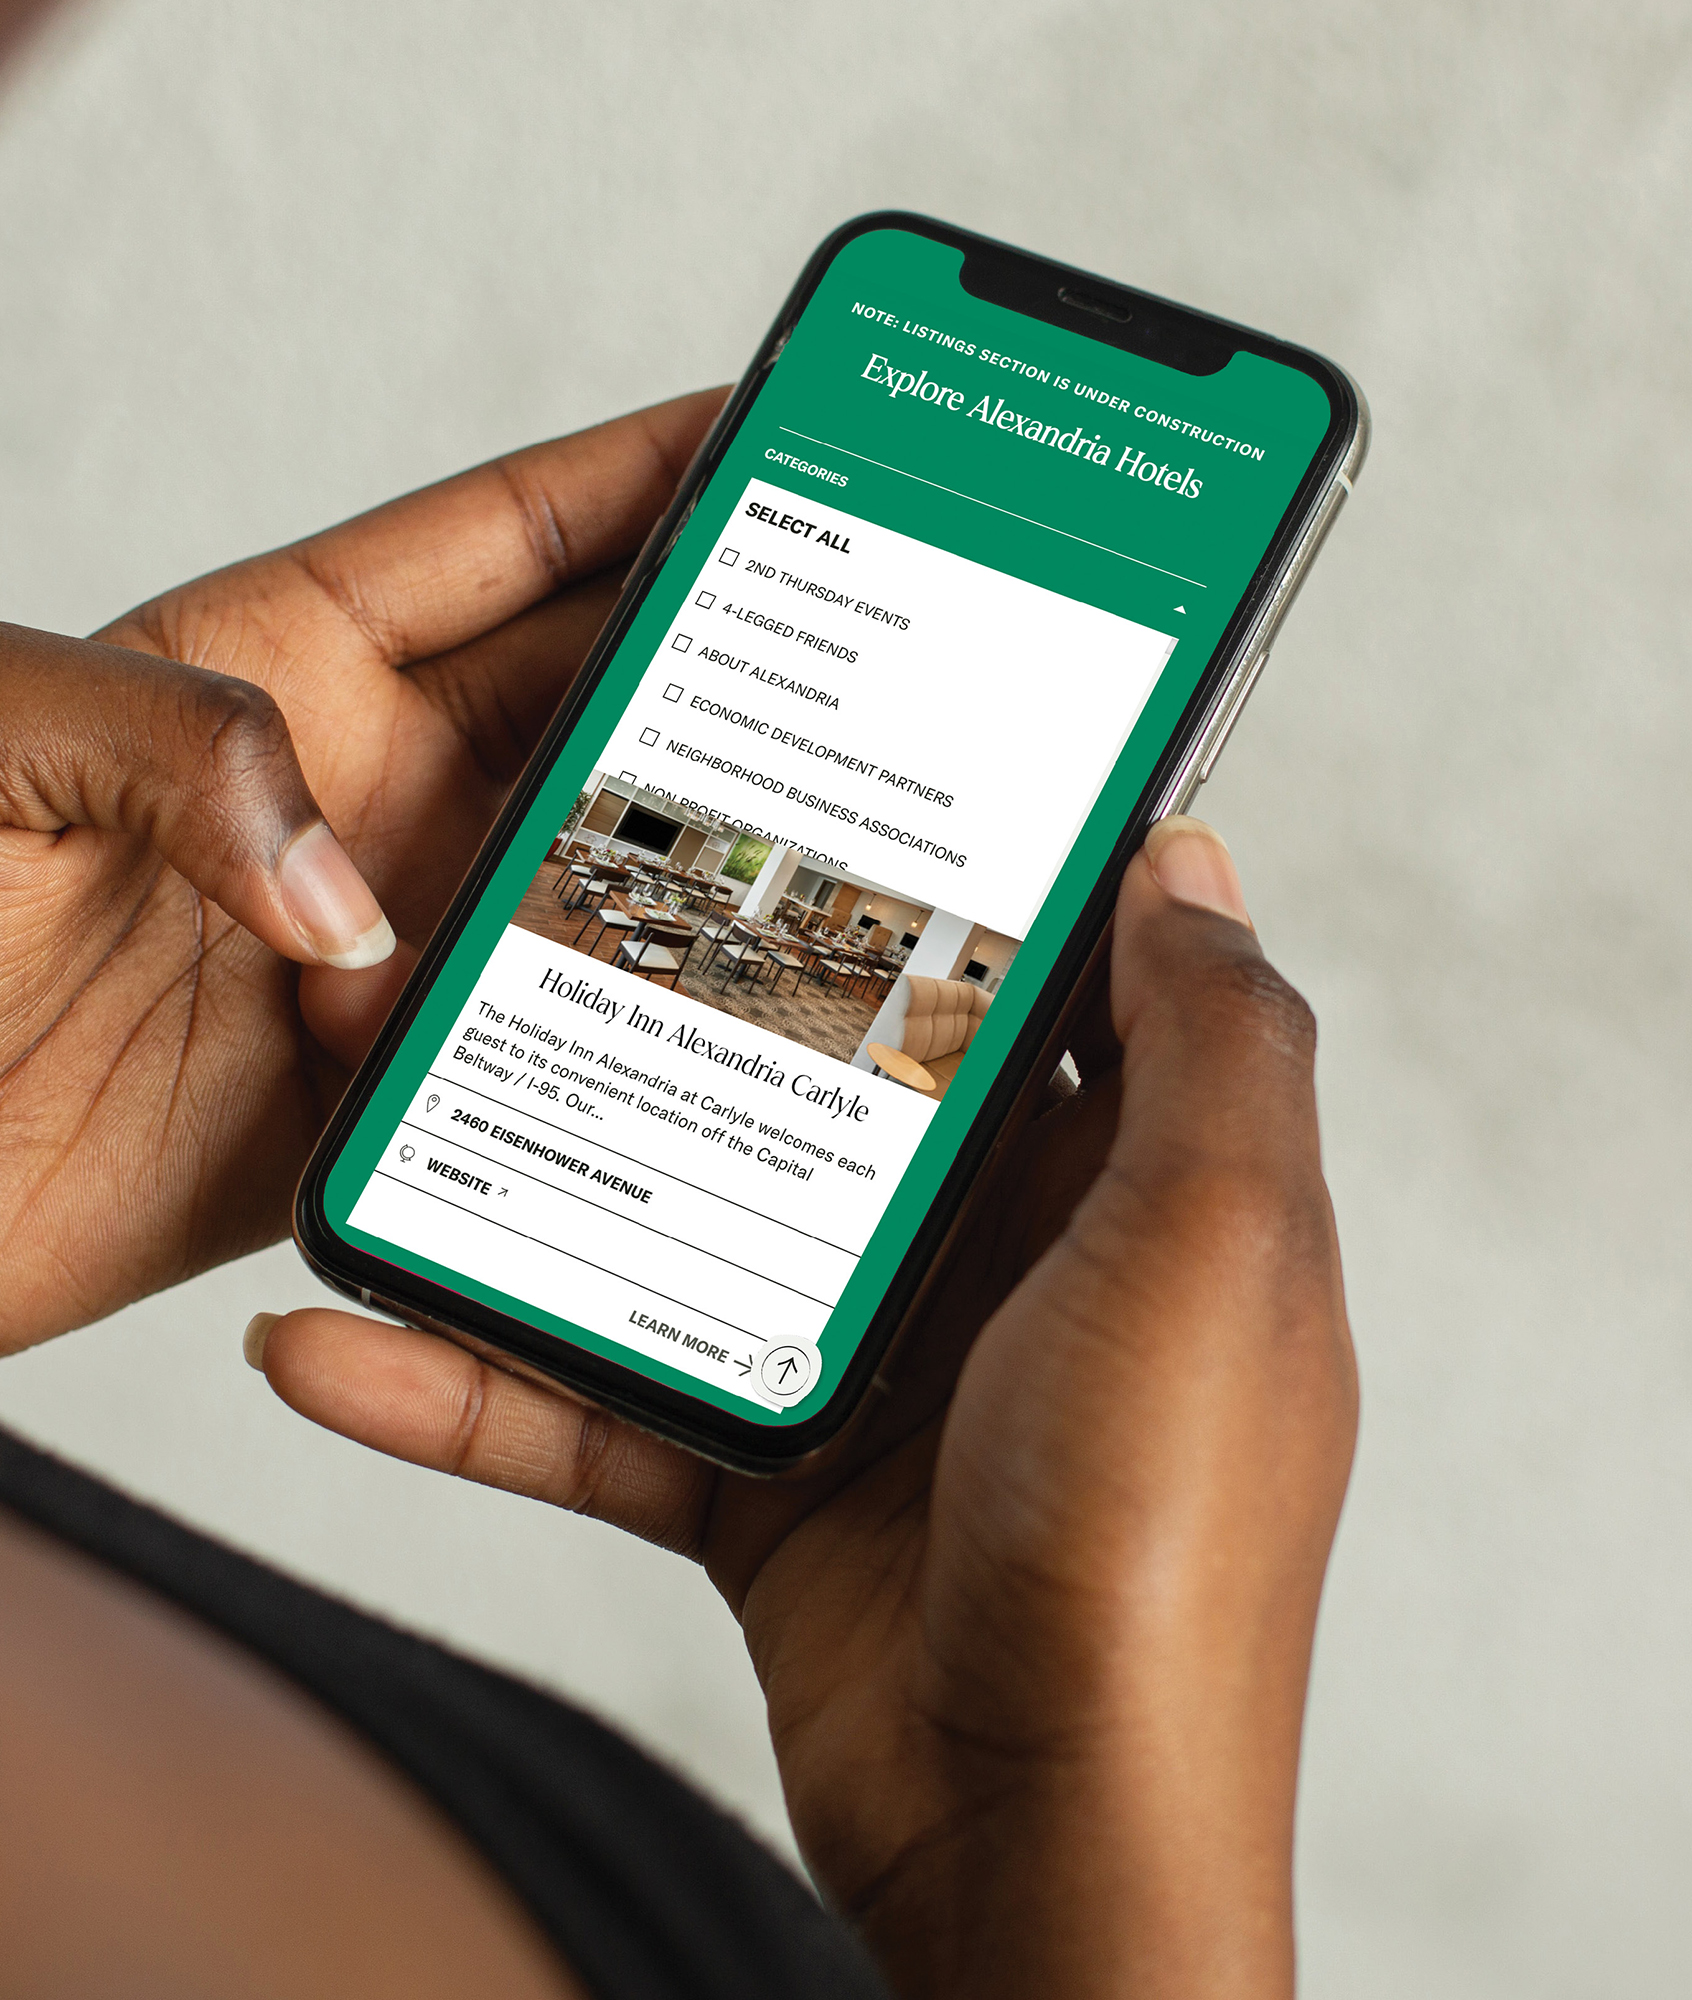 NOTE: LISTINGS SECTION IS UNDER CONSTRUCTION
Explore Alexandria Hotels
CATEGORIES
SELECT ALL
2ND THURSDAY EVENTS
4-LEGGED FRIENDS
ABOUT ALEXANDRIA
ECONOMIC DEVELOPMENT PARTNERS
NEIGHBORHOOD BUSINESS ASSOCIATIONS
NON PROFIT ORGANIZATIONS
Holiday Inn Alexandria Carlyle
The Holiday Inn Alexandria at Carlyle welcomes each
guest to its convenient location off the Capital
Beltway / I-95. Our...
2460 EISENHOWER AVENUE
WEBSITE
LEARN MORE